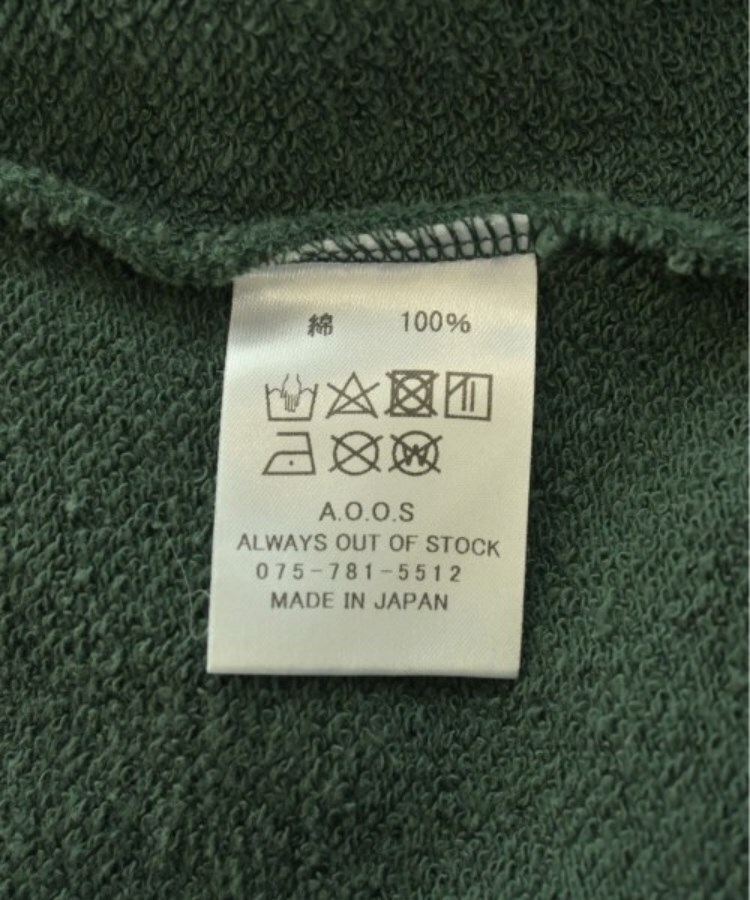 綿 100%
A.O.O.S
ALWAYS OUT OF STOCK
075-781-5512
MADE IN JAPAN